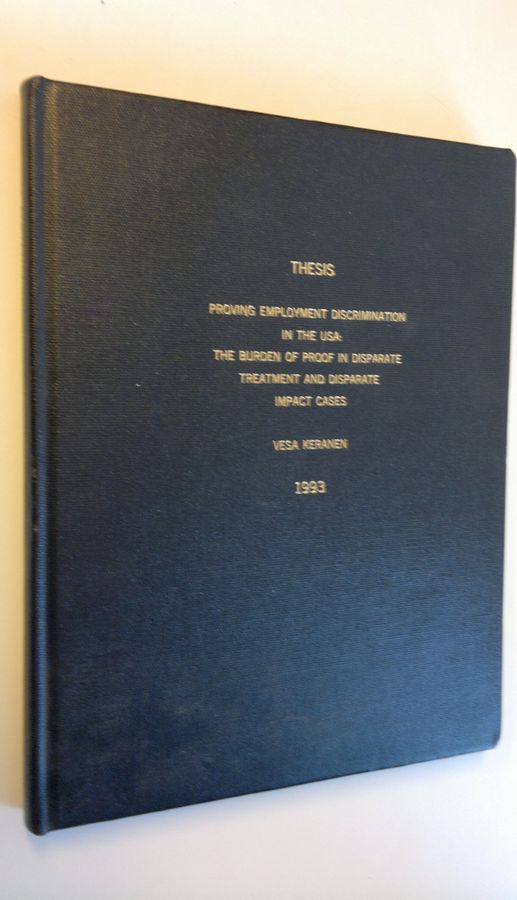 THESIS
PROVING EMPLOYMENT DISCRIMINATION
IN THE USA:
THE BURDEN OF PROOF IN DISPARATE
TREATMENT AND DISPARATE
IMPACT CASES
VESA KERANEN
1993